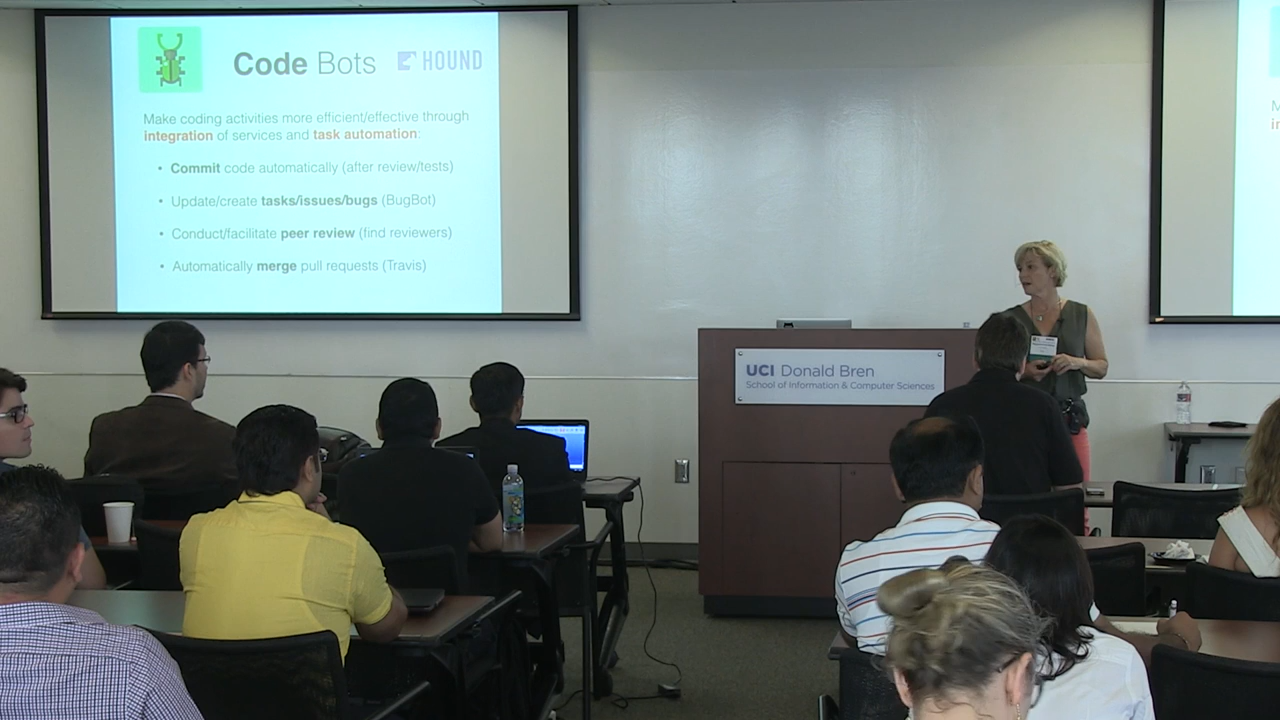 Code Bots
HOUND
Make coding activities more efficient/effective through
integration of services and task automation:
• Commit code automatically (after review/tests)
• Update/create tasks/issues/bugs (BugBot)
• Conduct/facilitate peer review (find reviewers)
• Automatically merge pull requests (Travis)
UCI Donald Bren
School of Information & Computer Sciences